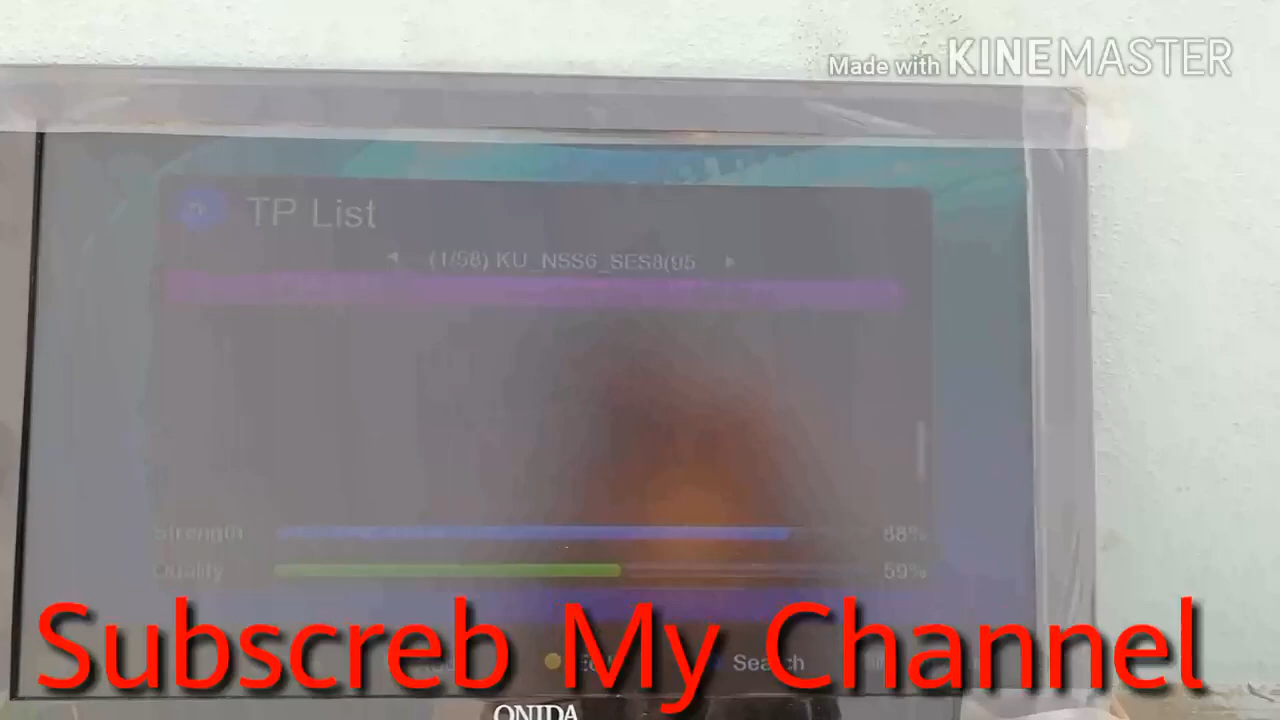 Made with KINEMASTER
TP List
(1/58) KU_NSS6_SES8(95
Strength 88%
Quality 59%
Search
Subscreb My Channel
ONIDA